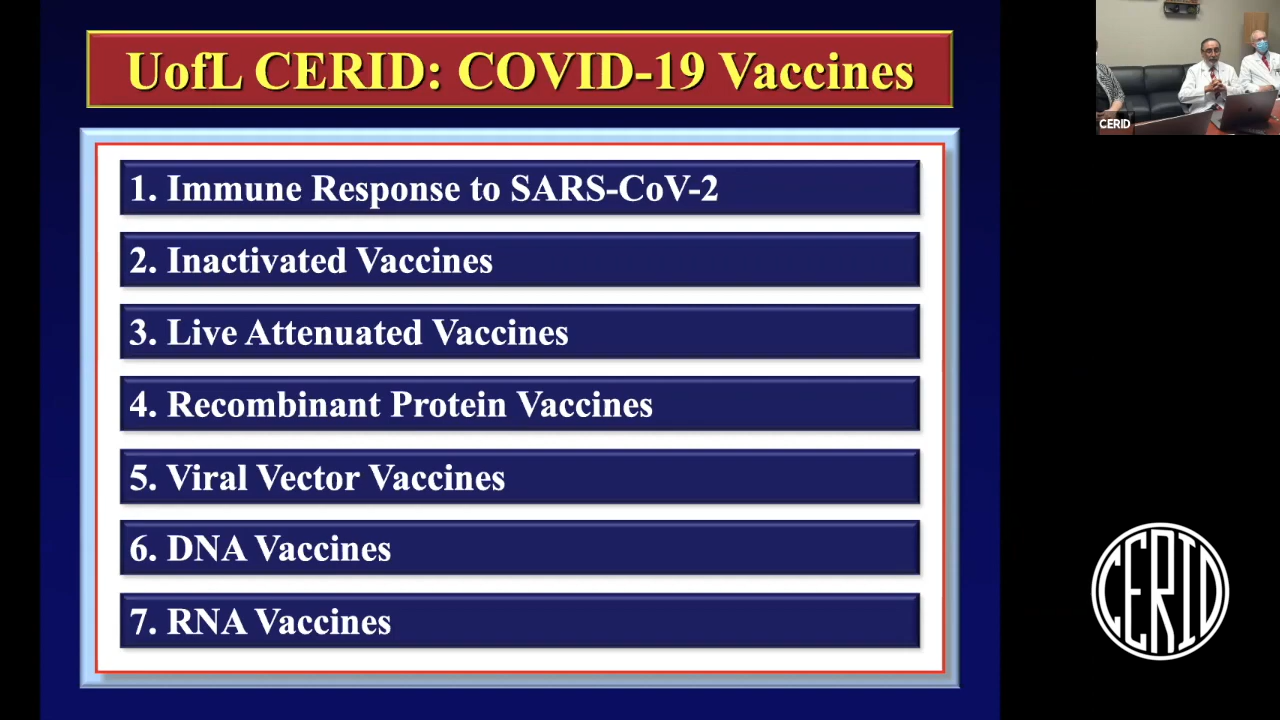 UofL CERID: COVID-19 Vaccines
1. Immune Response to SARS-CoV-2
2. Inactivated Vaccines
3. Live Attenuated Vaccines
4. Recombinant Protein Vaccines
5. Viral Vector Vaccines
6. DNA Vaccines
7. RNA Vaccines
CERID
CERID